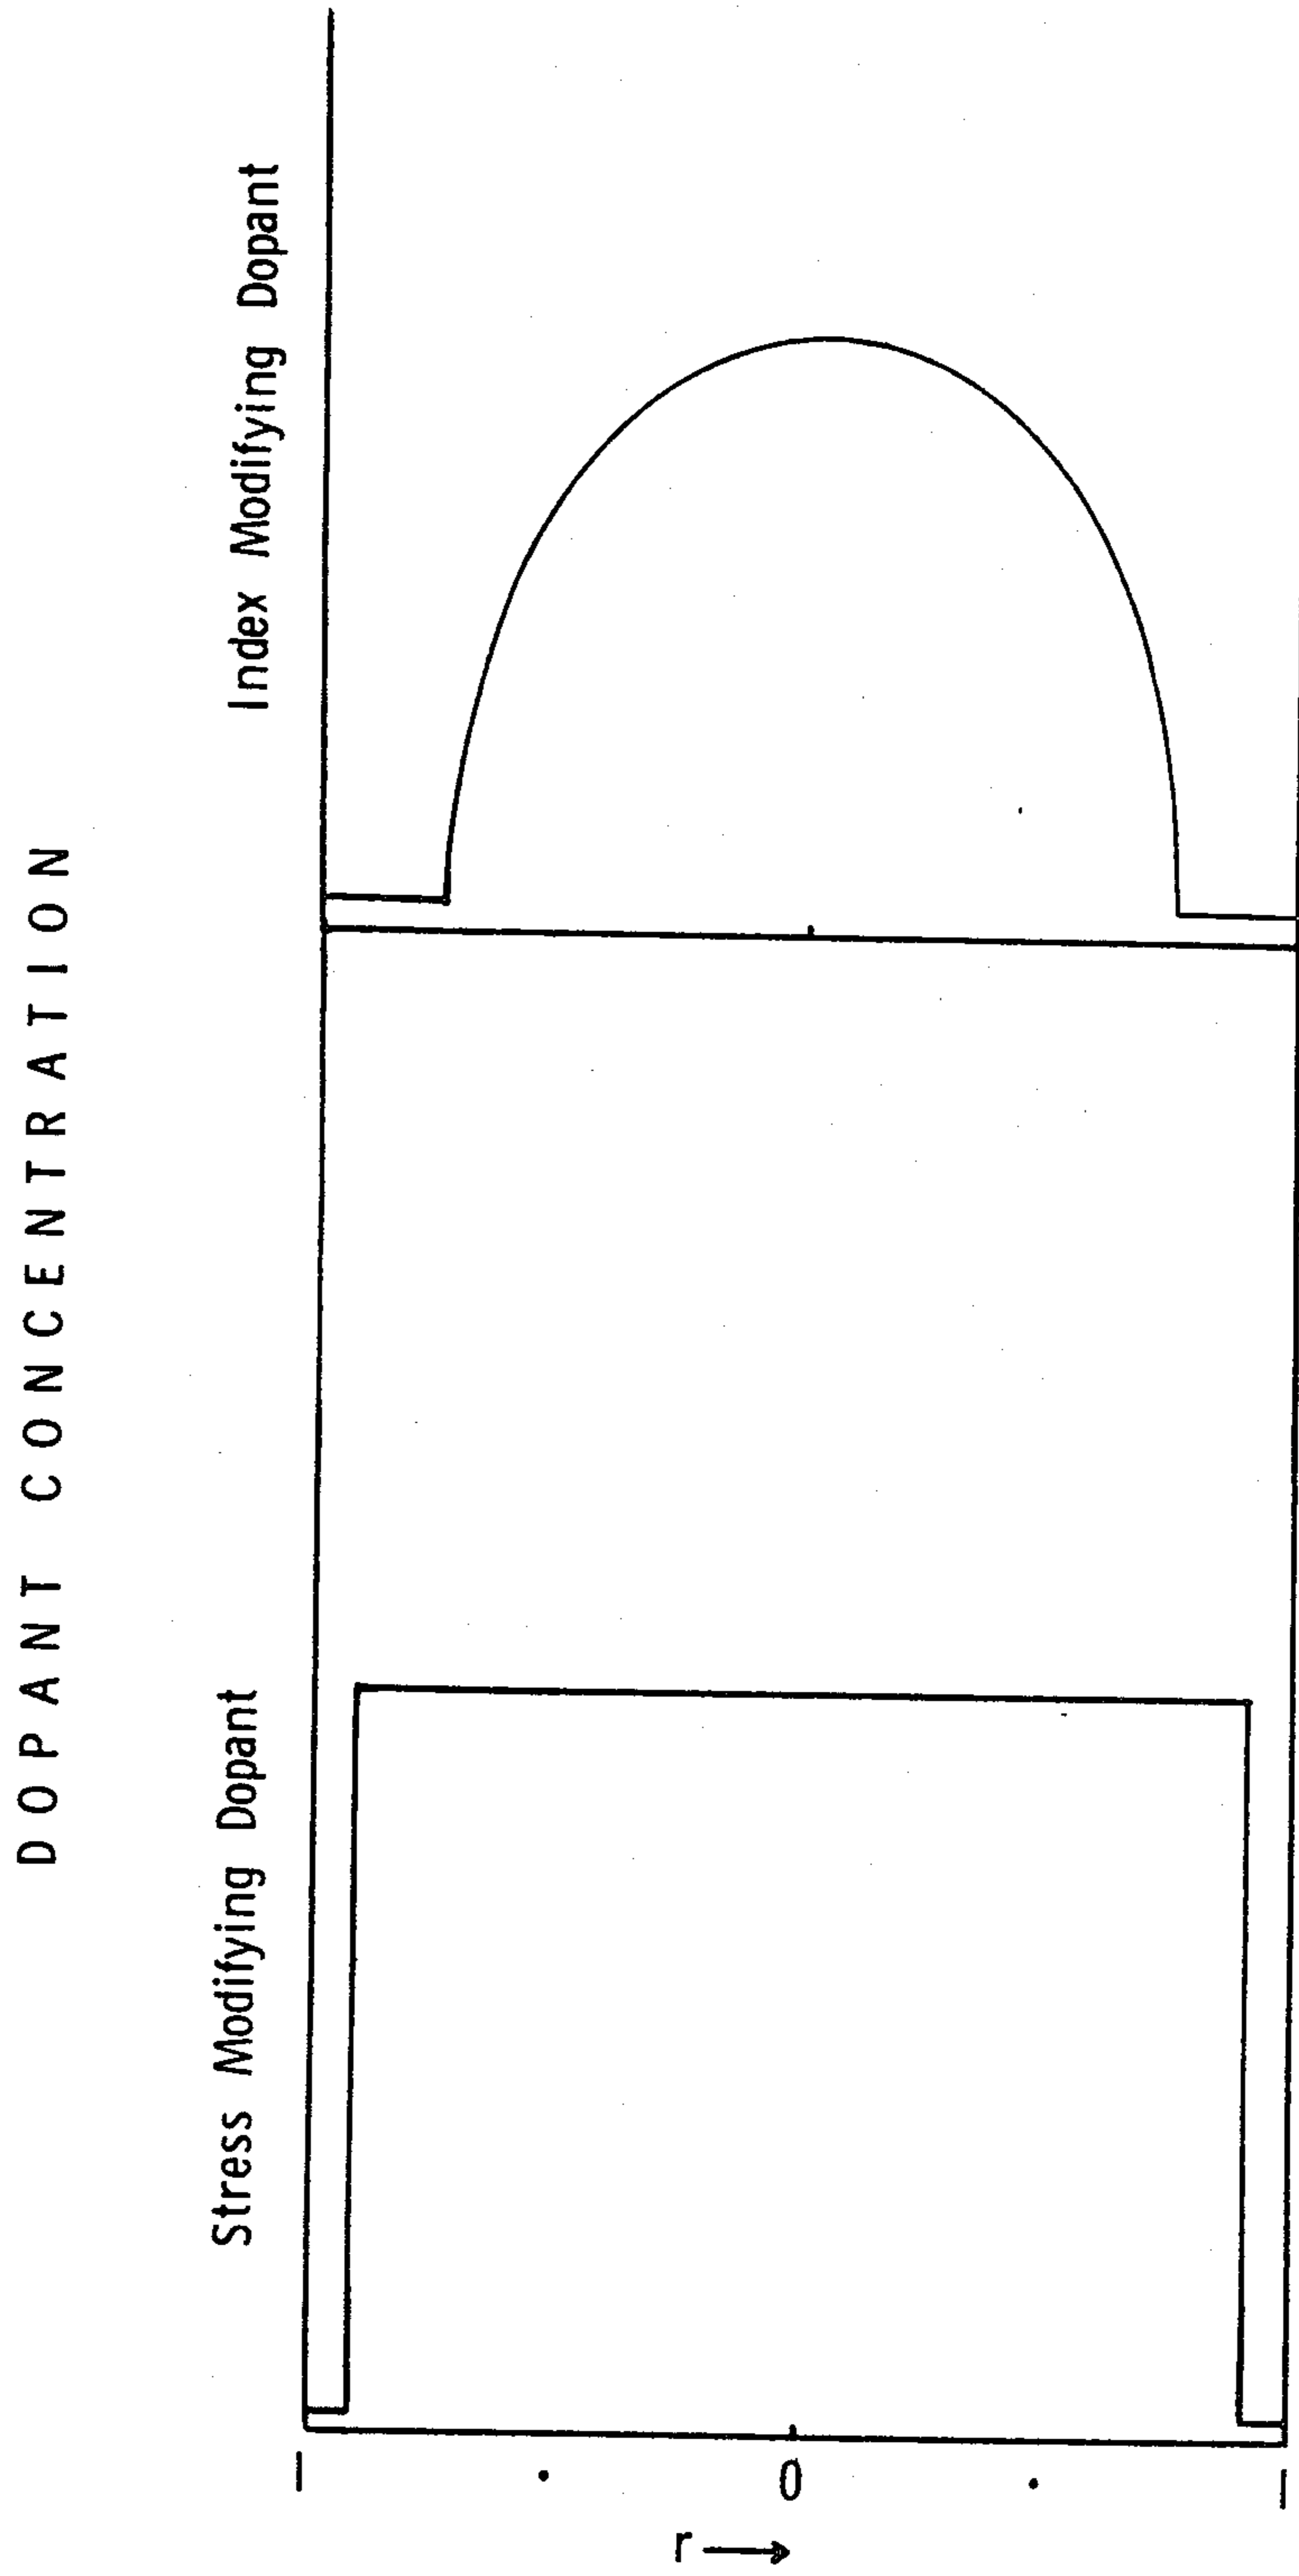 DOPANT CONCENTRATION
Index Modifying Dopant
Stress Modifying Dopant
1 . 0 . 1
r →